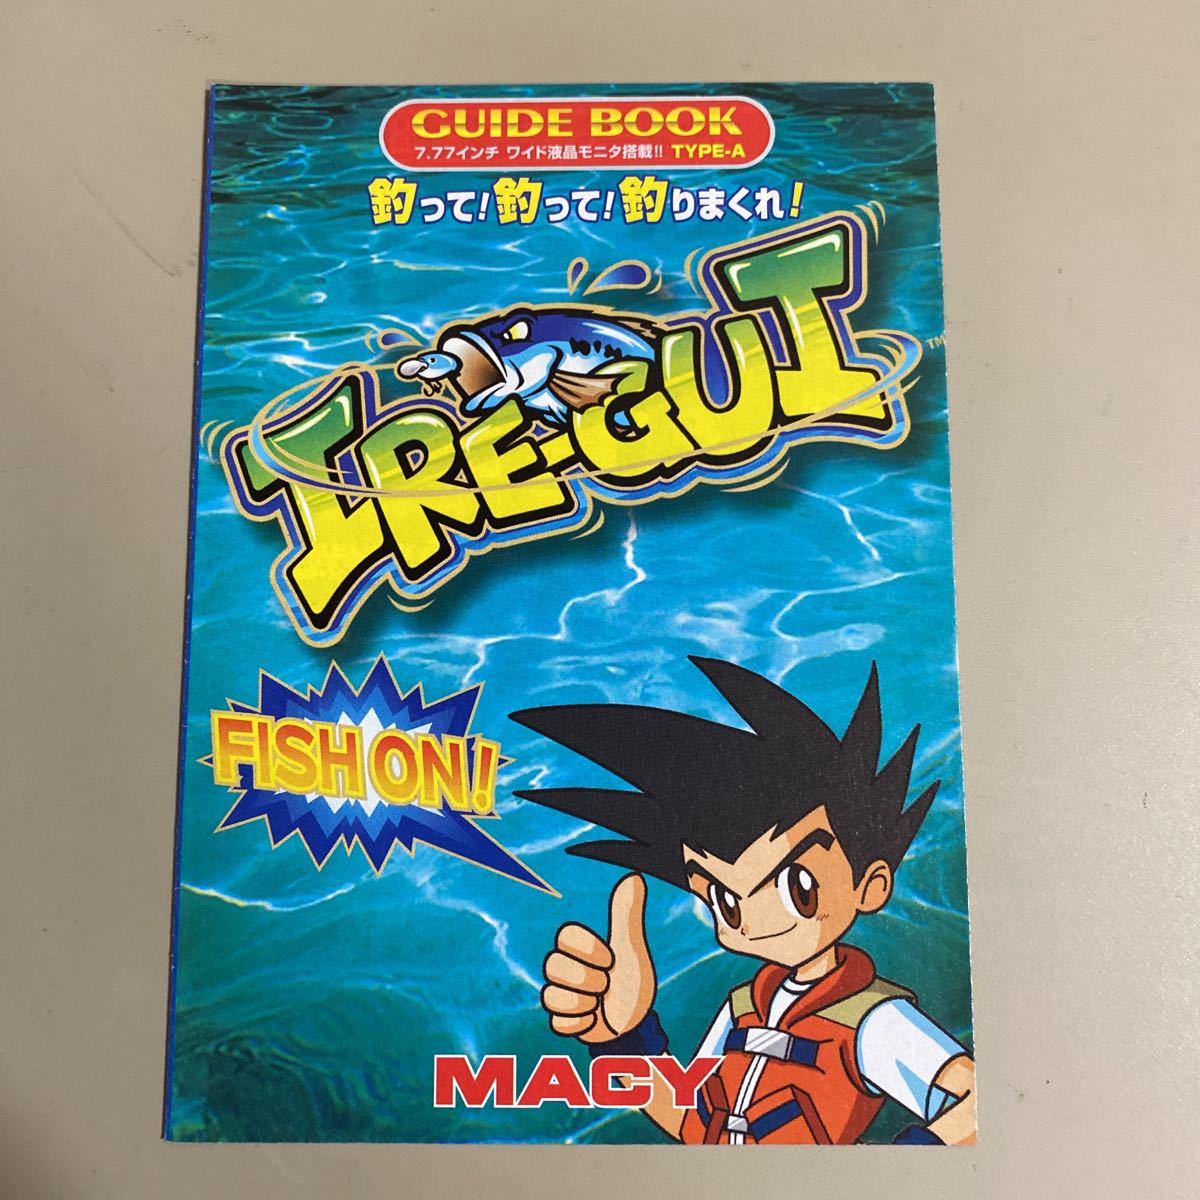 GUIDE BOOK
7.77インチ ワイド液晶モニタ搭載!! TYPE-A
釣って!釣って!釣りまくれ!
IRE-GUI
TM
FISH ON!
MACY